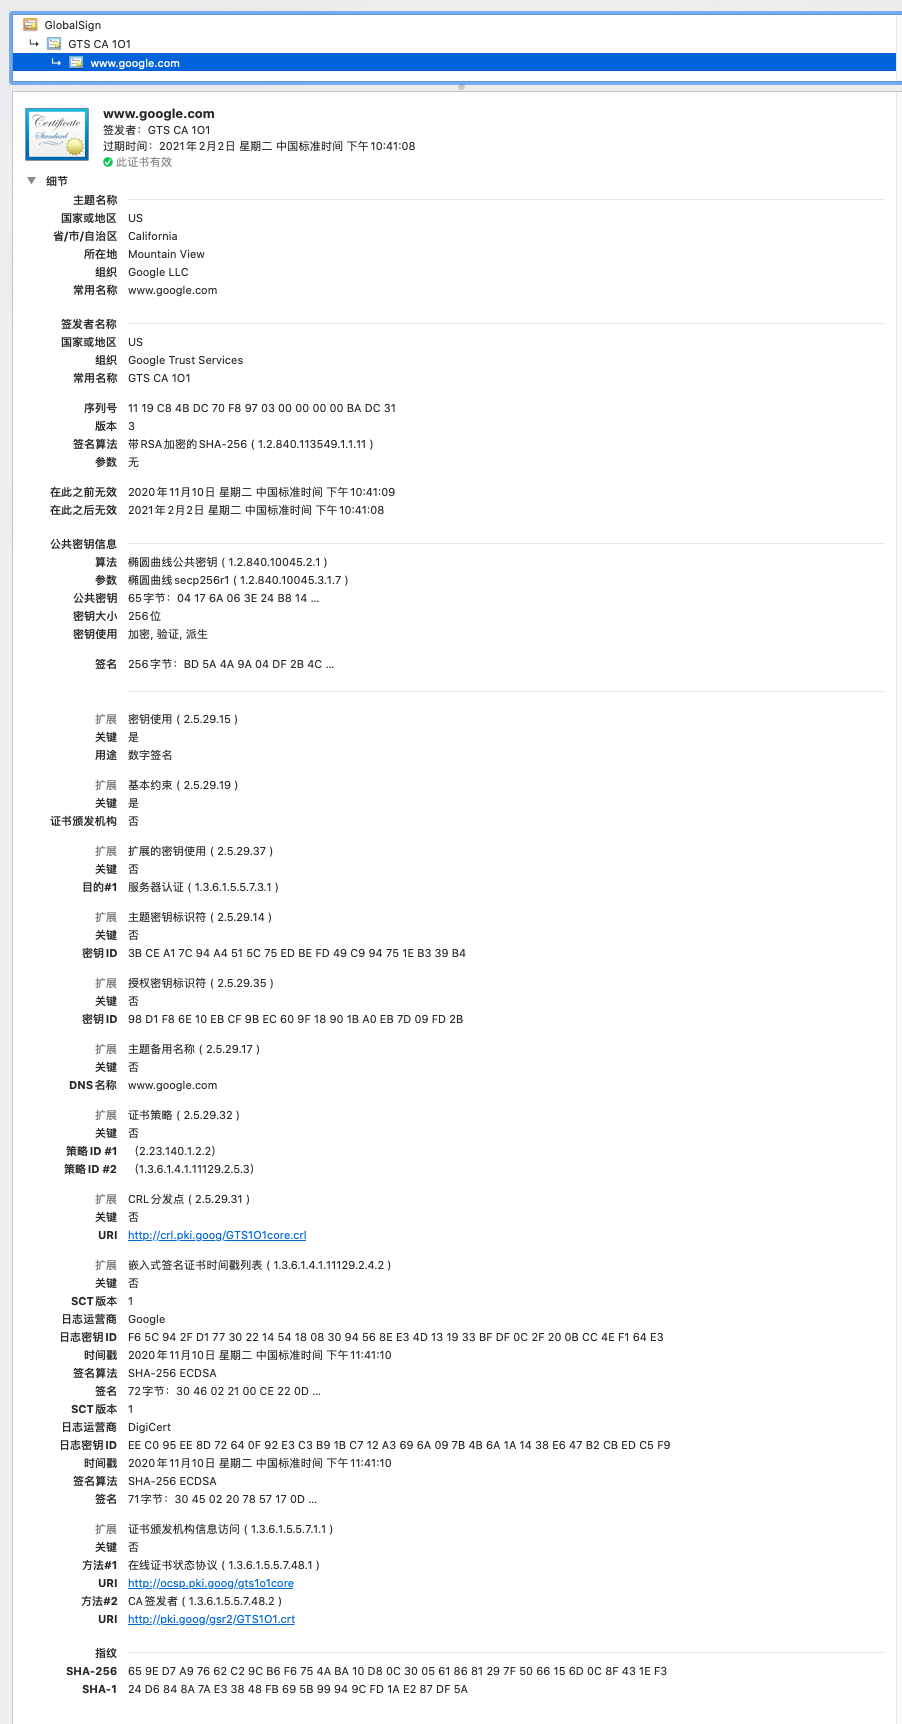 GlobalSign
GTS CA 1O1
www.google.com
Certificate
Standard
www.google.com
签发者：GTS CA 1O1
过期时间：2021年2月2日 星期二 中国标准时间 下午10:41:08
此证书有效
细节
主题名称
国家或地区 US
省/市/自治区 California
所在地 Mountain View
组织 Google LLC
常用名称 www.google.com
签发者名称
国家或地区 US
组织 Google Trust Services
常用名称 GTS CA 1O1
序列号 11 19 C8 4B DC 70 F8 97 03 00 00 00 00 BA DC 31
版本 3
签名算法 带RSA加密的SHA-256 ( 1.2.840.113549.1.1.11 )
参数 无
在此之前无效 2020年11月10日 星期二 中国标准时间 下午10:41:09
在此之后无效 2021年2月2日 星期二 中国标准时间 下午10:41:08
公共密钥信息
算法 椭圆曲线公共密钥 ( 1.2.840.10045.2.1 )
参数 椭圆曲线secp256r1 ( 1.2.840.10045.3.1.7 )
公共密钥 65字节：04 17 6A 06 3E 24 B8 14 ...
密钥大小 256位
密钥使用 加密, 验证, 派生
签名 256字节：BD 5A 4A 9A 04 DF 2B 4C ...
扩展 密钥使用 ( 2.5.29.15 )
关键 是
用途 数字签名
扩展 基本约束 ( 2.5.29.19 )
关键 是
证书颁发机构 否
扩展 扩展的密钥使用 ( 2.5.29.37 )
关键 否
目的#1 服务器认证 ( 1.3.6.1.5.5.7.3.1 )
扩展 主题密钥标识符 ( 2.5.29.14 )
关键 否
密钥ID 3B CE A1 7C 94 A4 51 5C 75 ED BE FD 49 C9 94 75 1E B3 39 B4
扩展 授权密钥标识符 ( 2.5.29.35 )
关键 否
密钥ID 98 D1 F8 6E 10 EB CF 9B EC 60 9F 18 90 1B A0 EB 7D 09 FD 2B
扩展 主题备用名称 ( 2.5.29.17 )
关键 否
DNS名称 www.google.com
扩展 证书策略 ( 2.5.29.32 )
关键 否
策略ID #1 （2.23.140.1.2.2）
策略ID #2 （1.3.6.1.4.1.11129.2.5.3）
扩展 CRL分发点 ( 2.5.29.31 )
关键 否
URI http://crl.pki.goog/GTS1O1core.crl
扩展 嵌入式签名证书时间戳列表 ( 1.3.6.1.4.1.11129.2.4.2 )
关键 否
SCT版本 1
日志运营商 Google
日志密钥ID F6 5C 94 2F D1 77 30 22 14 54 18 08 30 94 56 8E E3 4D 13 19 33 BF DF 0C 2F 20 0B CC 4E F1 64 E3
时间戳 2020年11月10日 星期二 中国标准时间 下午11:41:10
签名算法 SHA-256 ECDSA
签名 72字节：30 46 02 21 00 CE 22 0D ...
SCT版本 1
日志运营商 DigiCert
日志密钥ID EE C0 95 EE 8D 72 64 0F 92 E3 C3 B9 1B C7 12 A3 69 6A 09 7B 4B 6A 1A 14 38 E6 47 B2 CB ED C5 F9
时间戳 2020年11月10日 星期二 中国标准时间 下午11:41:10
签名算法 SHA-256 ECDSA
签名 71字节：30 45 02 20 78 57 17 0D ...
扩展 证书颁发机构信息访问 ( 1.3.6.1.5.5.7.1.1 )
关键 否
方法#1 在线证书状态协议 ( 1.3.6.1.5.5.7.48.1 )
URI http://ocsp.pki.goog/gts1o1core
方法#2 CA签发者 ( 1.3.6.1.5.5.7.48.2 )
URI http://pki.goog/gsr2/GTS1O1.crt
指纹
SHA-256 65 9E D7 A9 76 62 C2 9C B6 F6 75 4A BA 10 D8 0C 30 05 61 86 81 29 7F 50 66 15 6D 0C 8F 43 1E F3
SHA-1 24 D6 84 8A 7A E3 38 48 FB 69 5B 99 94 9C FD 1A E2 87 DF 5A